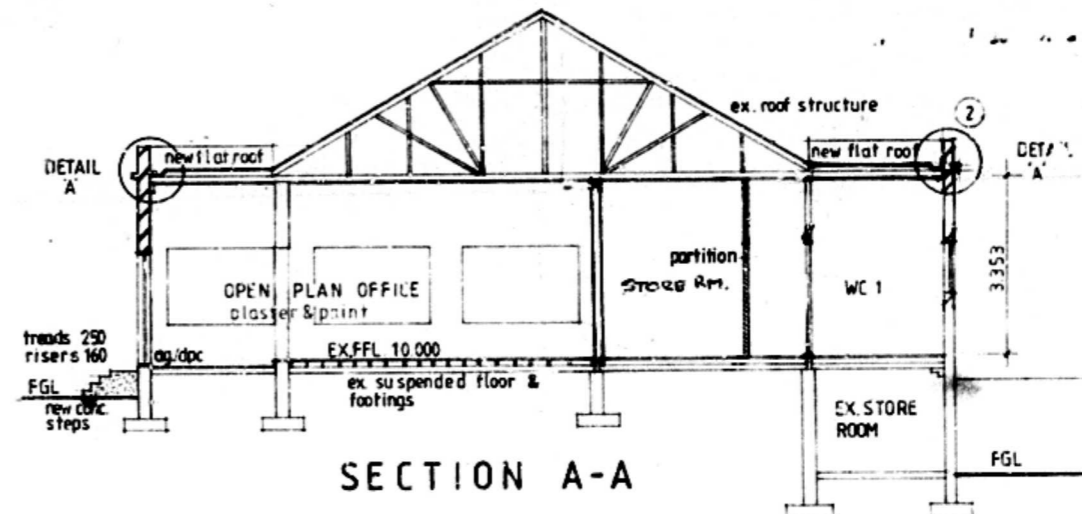 ex. roof structure
2
DETAIL
'A'
new flat roof
new flat roof
'A'
partition
STORE RM.
WC 1
3353
OPEN PLAN OFFICE
plaster & paint
treads 250
risers 160
ag/dpc
EX.FFL 10 000
ex. suspended floor &
footings
FGL
new conc.
steps
EX. STORE
ROOM
FGL
SECTION A-A